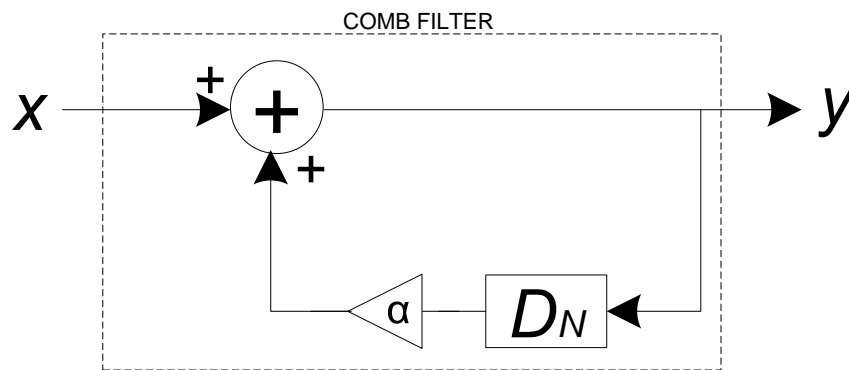 COMB FILTER
+
x + y
+
α DN